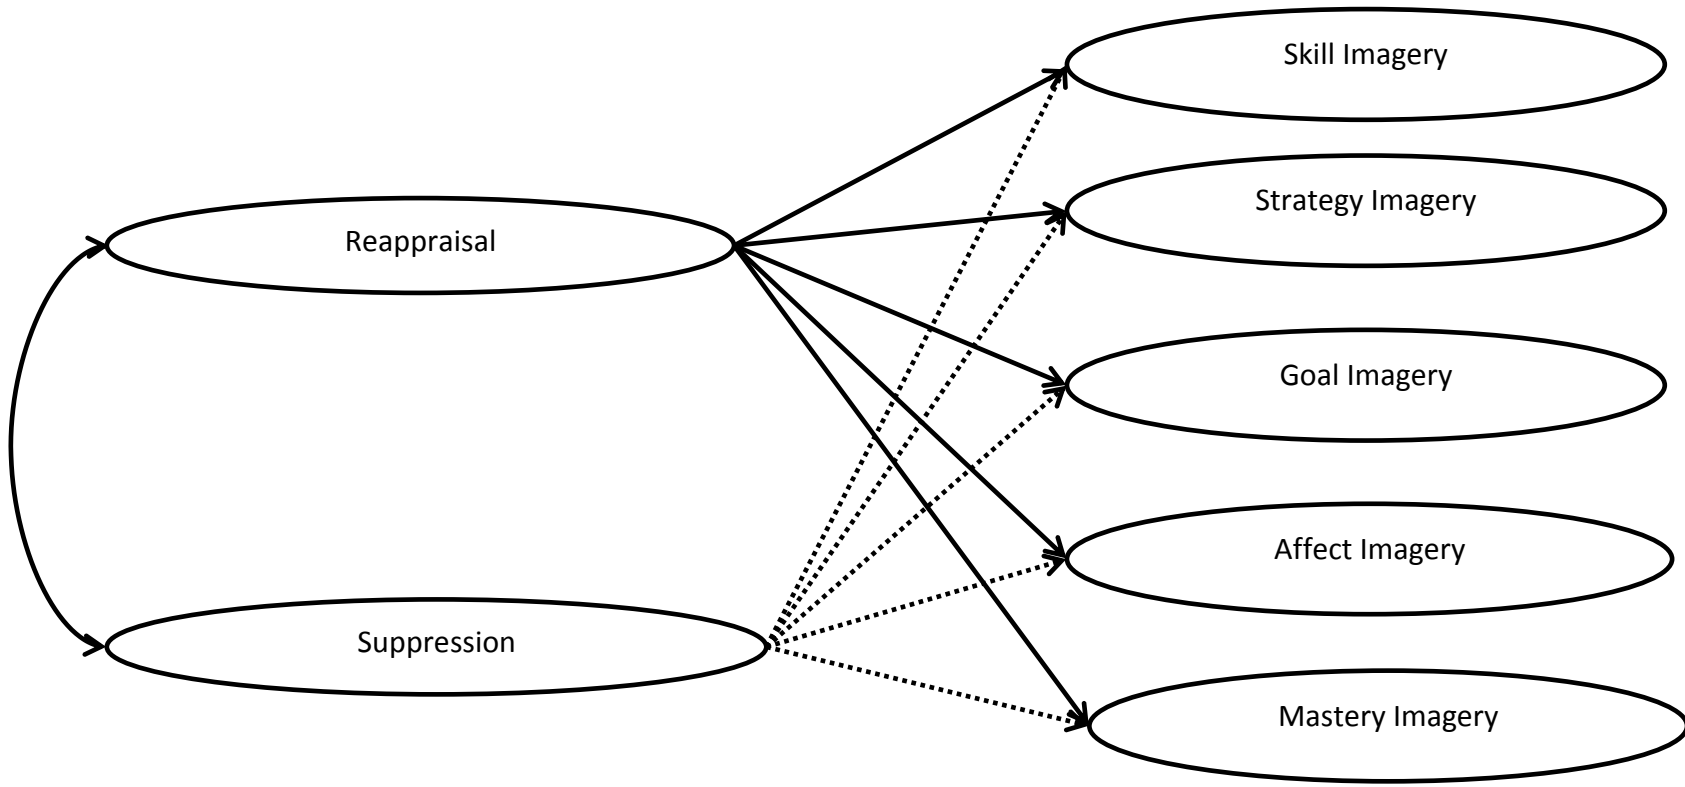 Skill Imagery
Strategy Imagery
Reappraisal
Goal Imagery
Affect Imagery
Suppression
Mastery Imagery